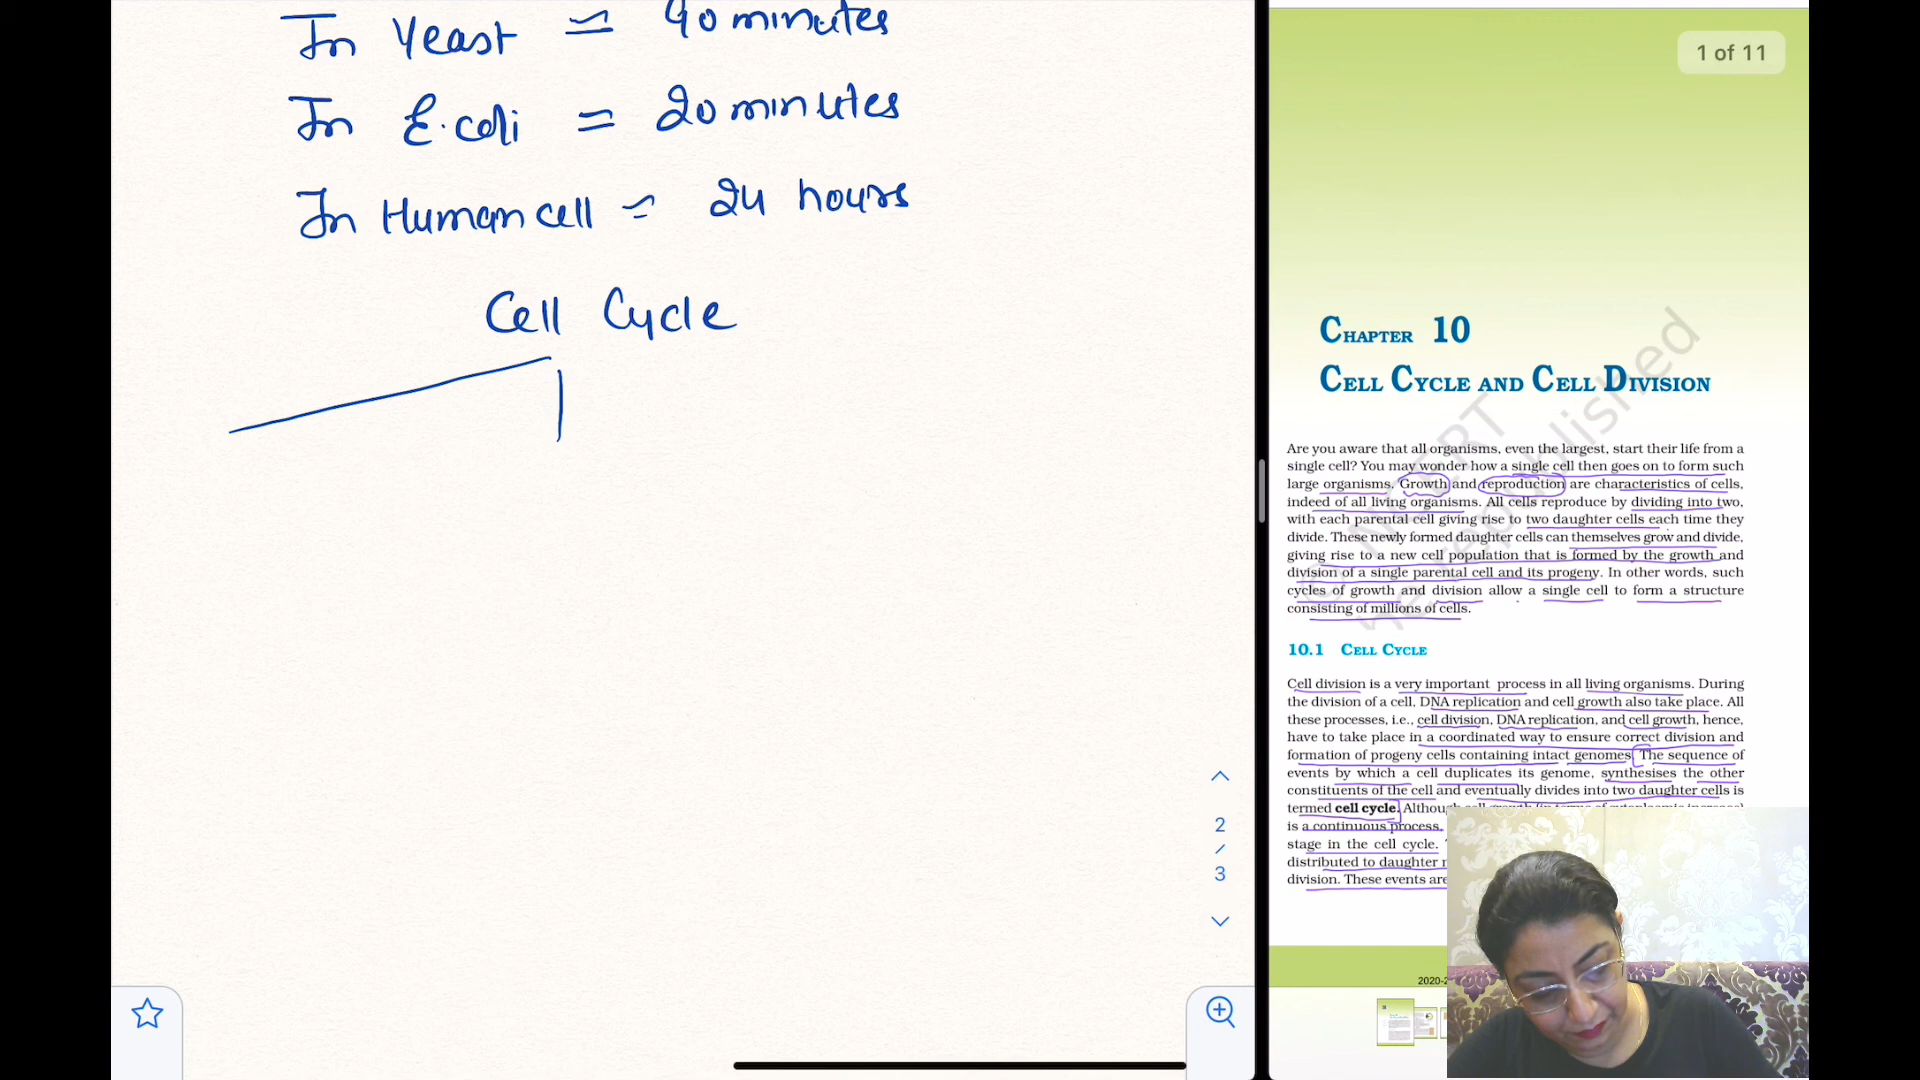 In Yeast = 90 minutes
In E.coli = 20 minutes
In Human cell = 24 hours
Cell Cycle
2
3
1 of 11
CHAPTER 10
CELL CYCLE AND CELL DIVISION
Are you aware that all organisms, even the largest, start their life from a
single cell? You may wonder how a single cell then goes on to form such
large organisms. Growth and reproduction are characteristics of cells,
indeed of all living organisms. All cells reproduce by dividing into two,
with each parental cell giving rise to two daughter cells each time they
divide. These newly formed daughter cells can themselves grow and divide,
giving rise to a new cell population that is formed by the growth and
division of a single parental cell and its progeny. In other words, such
cycles of growth and division allow a single cell to form a structure
consisting of millions of cells.
10.1 CELL CYCLE
Cell division is a very important process in all living organisms. During
the division of a cell, DNA replication and cell growth also take place. All
these processes, i.e., cell division, DNA replication, and cell growth, hence,
have to take place in a coordinated way to ensure correct division and
formation of progeny cells containing intact genomes. The sequence of
events by which a cell duplicates its genome, synthesises the other
constituents of the cell and eventually divides into two daughter cells is
termed cell cycle. Although cell growth (in terms of cytoplasmic increase)
is a continuous process,
stage in the cell cycle.
distributed to daughter
division. These events are
2020-2